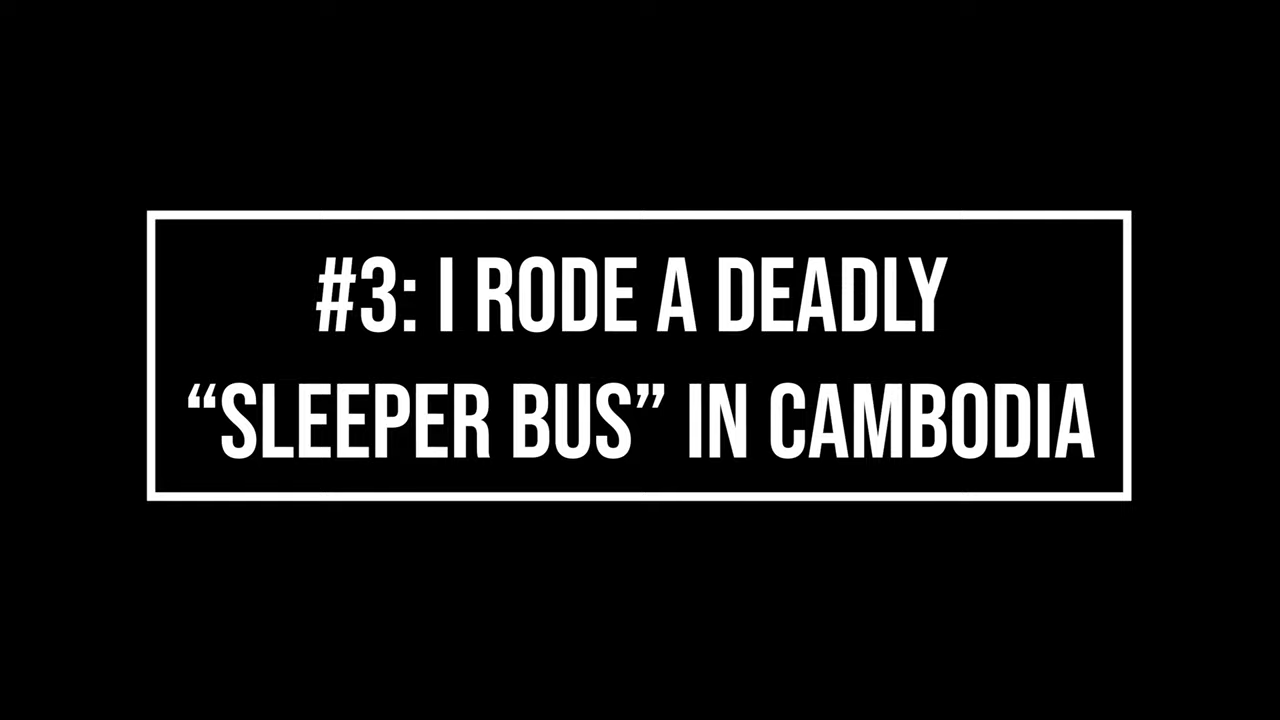 #3: I RODE A DEADLY
“SLEEPER BUS” IN CAMBODIA